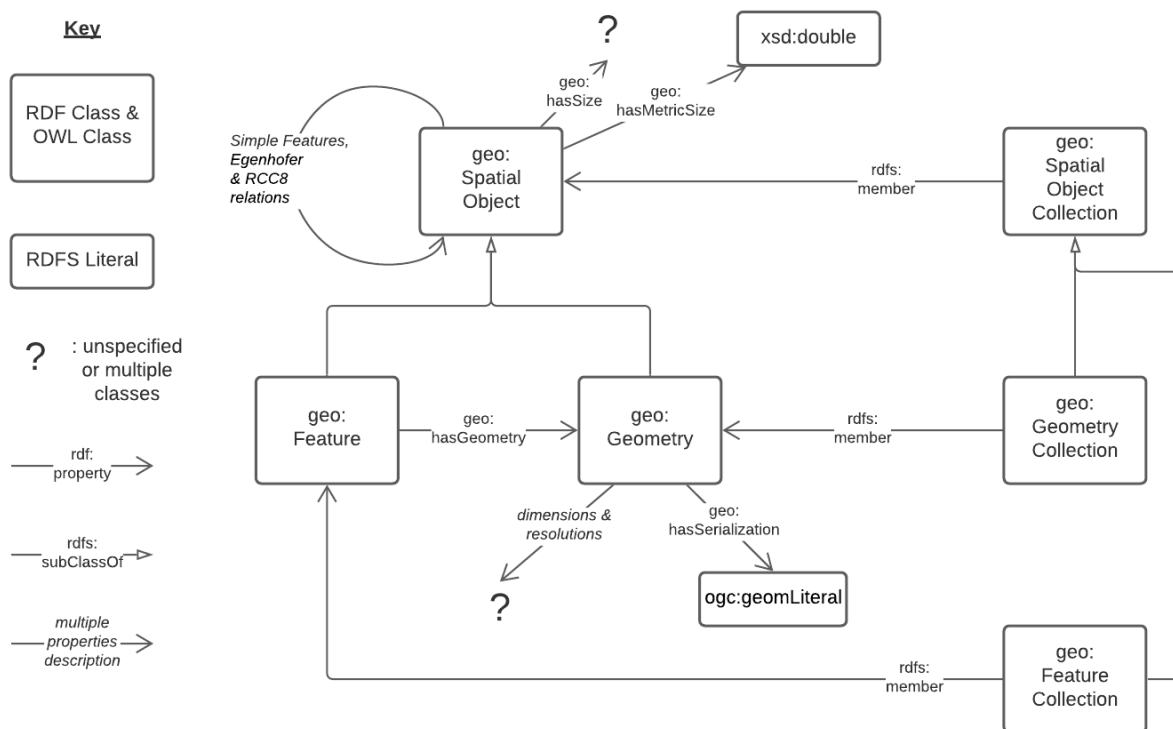 Key
RDF Class &
OWL Class
RDFS Literal
?
: unspecified
or multiple
classes
rdf:
property
rdfs:
subClassOf
multiple
properties
description
?
xsd:double
geo:
hasSize
geo:
hasMetricSize
Simple Features,
Egenhofer
& RCC8
relations
geo:
Spatial
Object
rdfs:
member
geo:
Spatial
Object
Collection
geo:
Feature
geo:
hasGeometry
geo:
Geometry
rdfs:
member
geo:
Geometry
Collection
dimensions &
resolutions
geo:
hasSerialization
?
ogc:geomLiteral
rdfs:
member
geo:
Feature
Collection